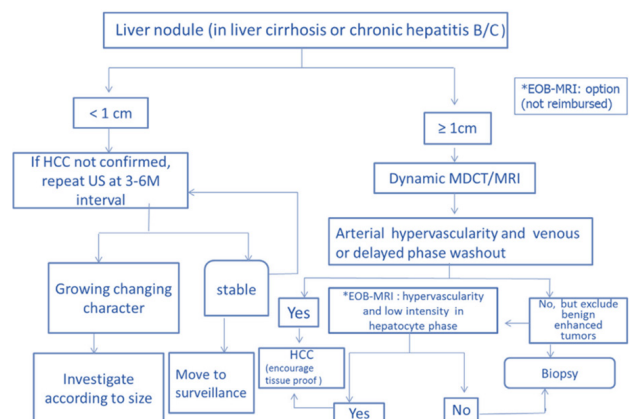 Liver nodule (in liver cirrhosis or chronic hepatitis B/C)
*EOB-MRI: option
(not reimbursed)
< 1 cm
≥ 1cm
If HCC not confirmed,
repeat US at 3-6M
interval
Dynamic MDCT/MRI
Arterial hypervascularity and venous
or delayed phase washout
Growing changing
character
stable
Yes
*EOB-MRI : hypervascularity
and low intensity in
hepatocyte phase
No, but exclude
benign
enhanced
tumors
Investigate
according to size
Move to
surveillance
HCC
(encourage
tissue proof )
Biopsy
Yes
No